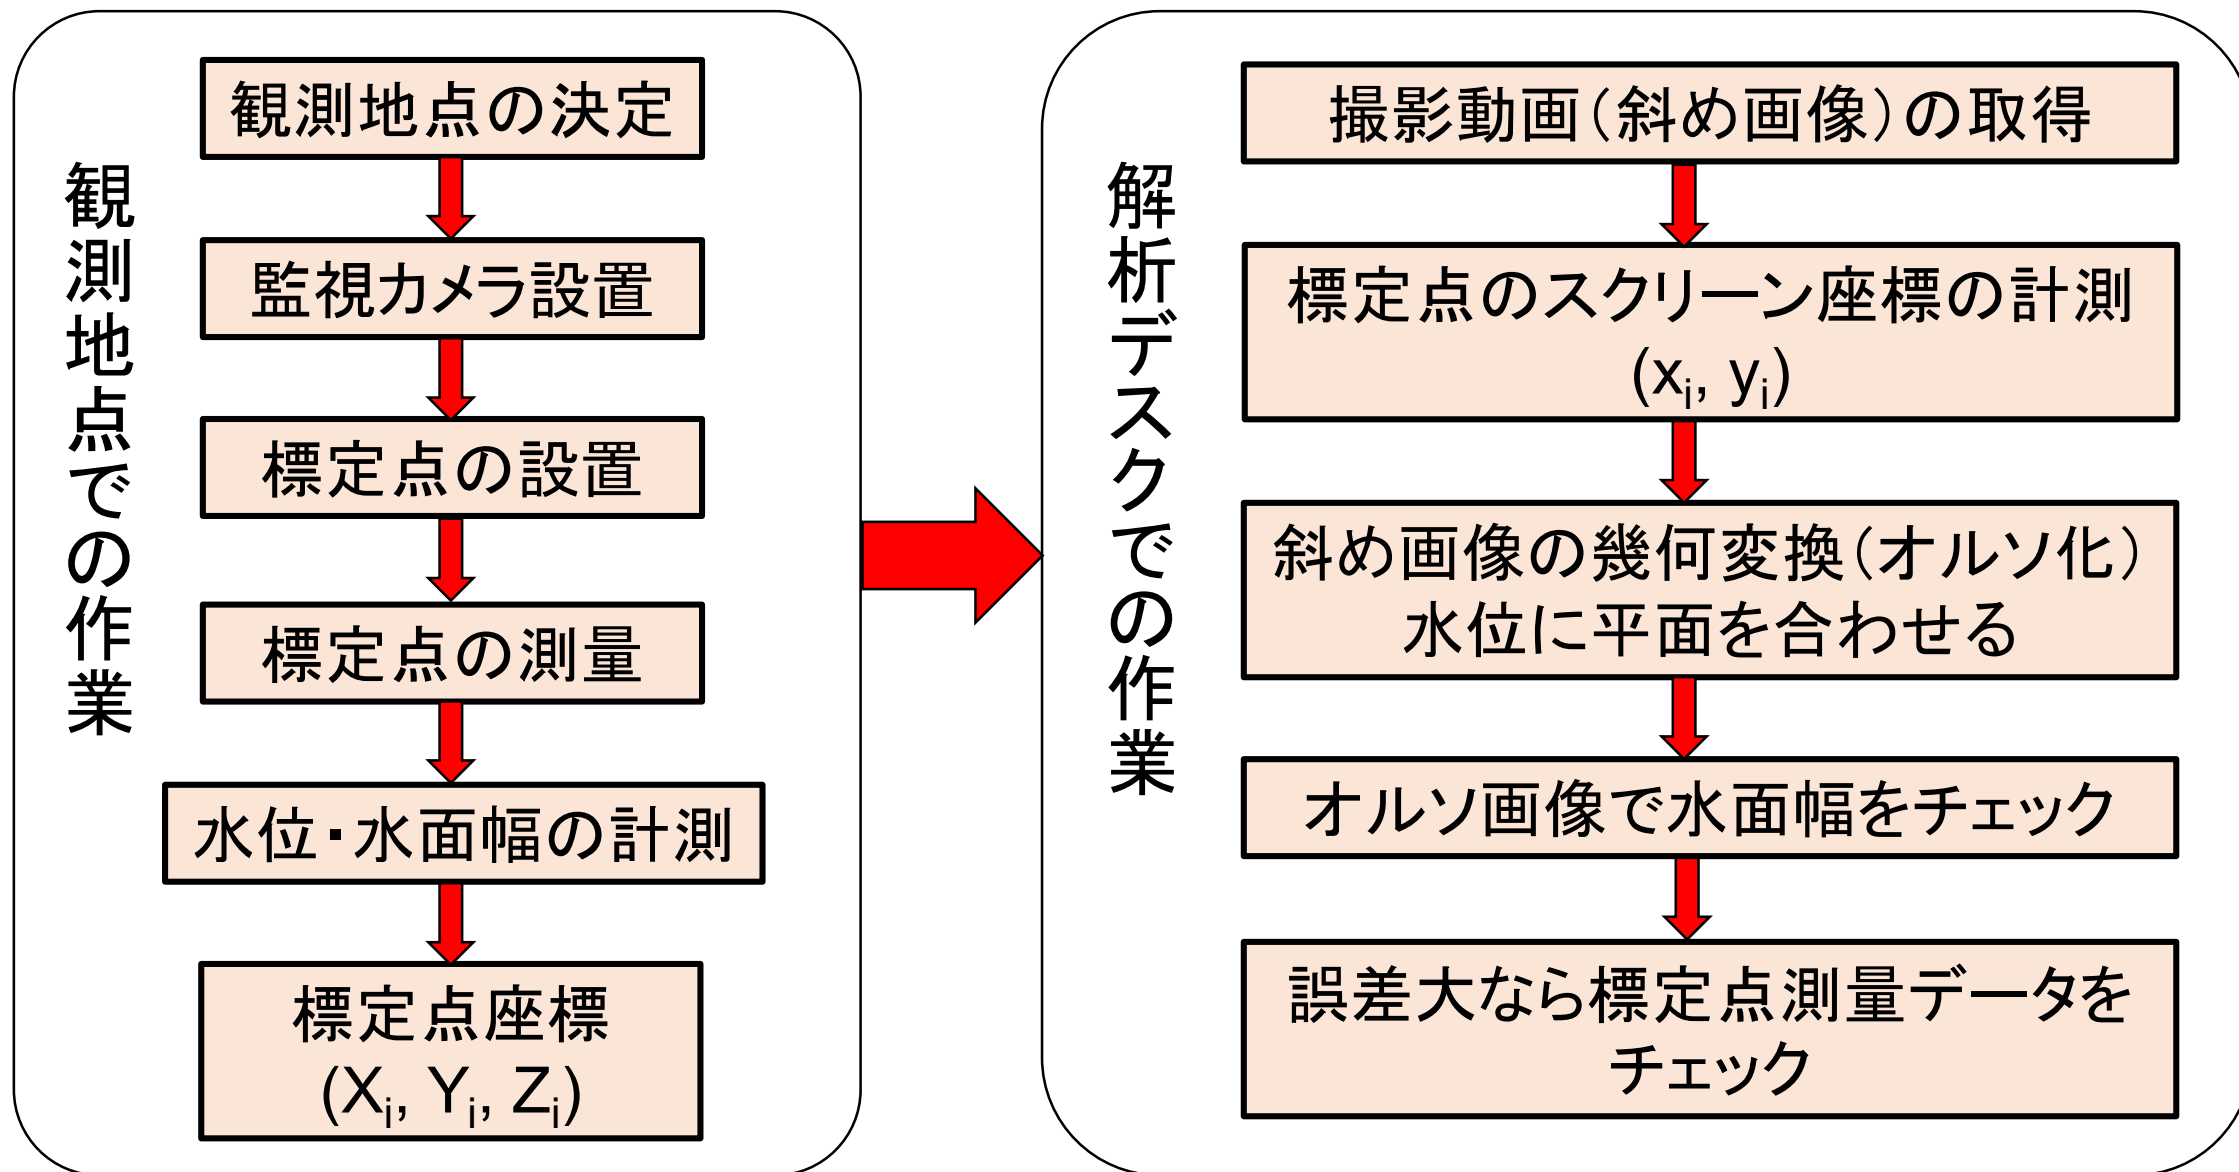 観測地点での作業
観測地点の決定
監視カメラ設置
標定点の設置
標定点の測量
水位・水面幅の計測
標定点座標
(Xi, Yi, Zi)
解析デスクでの作業
撮影動画（斜め画像）の取得
標定点のスクリーン座標の計測
(xi, yi)
斜め画像の幾何変換（オルソ化）
水位に平面を合わせる
オルソ画像で水面幅をチェック
誤差大なら標定点測量データを
チェック